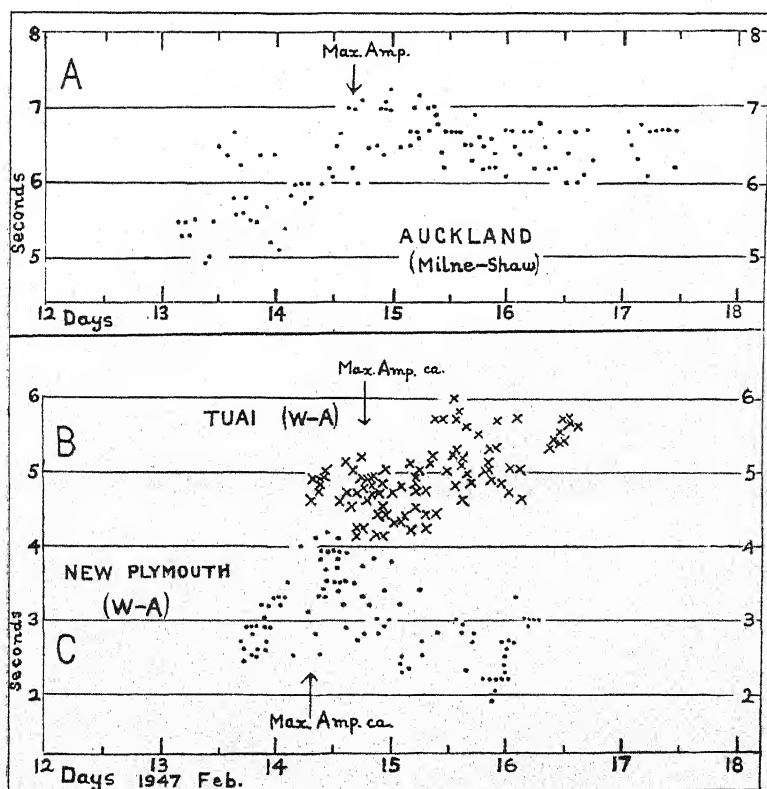 8 8
A
Max. Amp.
7 7
6 6
Seconds
AUCKLAND
(Milne-Shaw)
5 5
12 13 14 15 16 17 18
Days
6 6
Max. Amp. ca.
TUAI (W-A)
B
5 5
4 4
NEW PLYMOUTH
(W-A)
3 3
C
Seconds
2 2
Max. Amp. ca.
12 13 14 15 16 17 18
Days 1947 Feb.